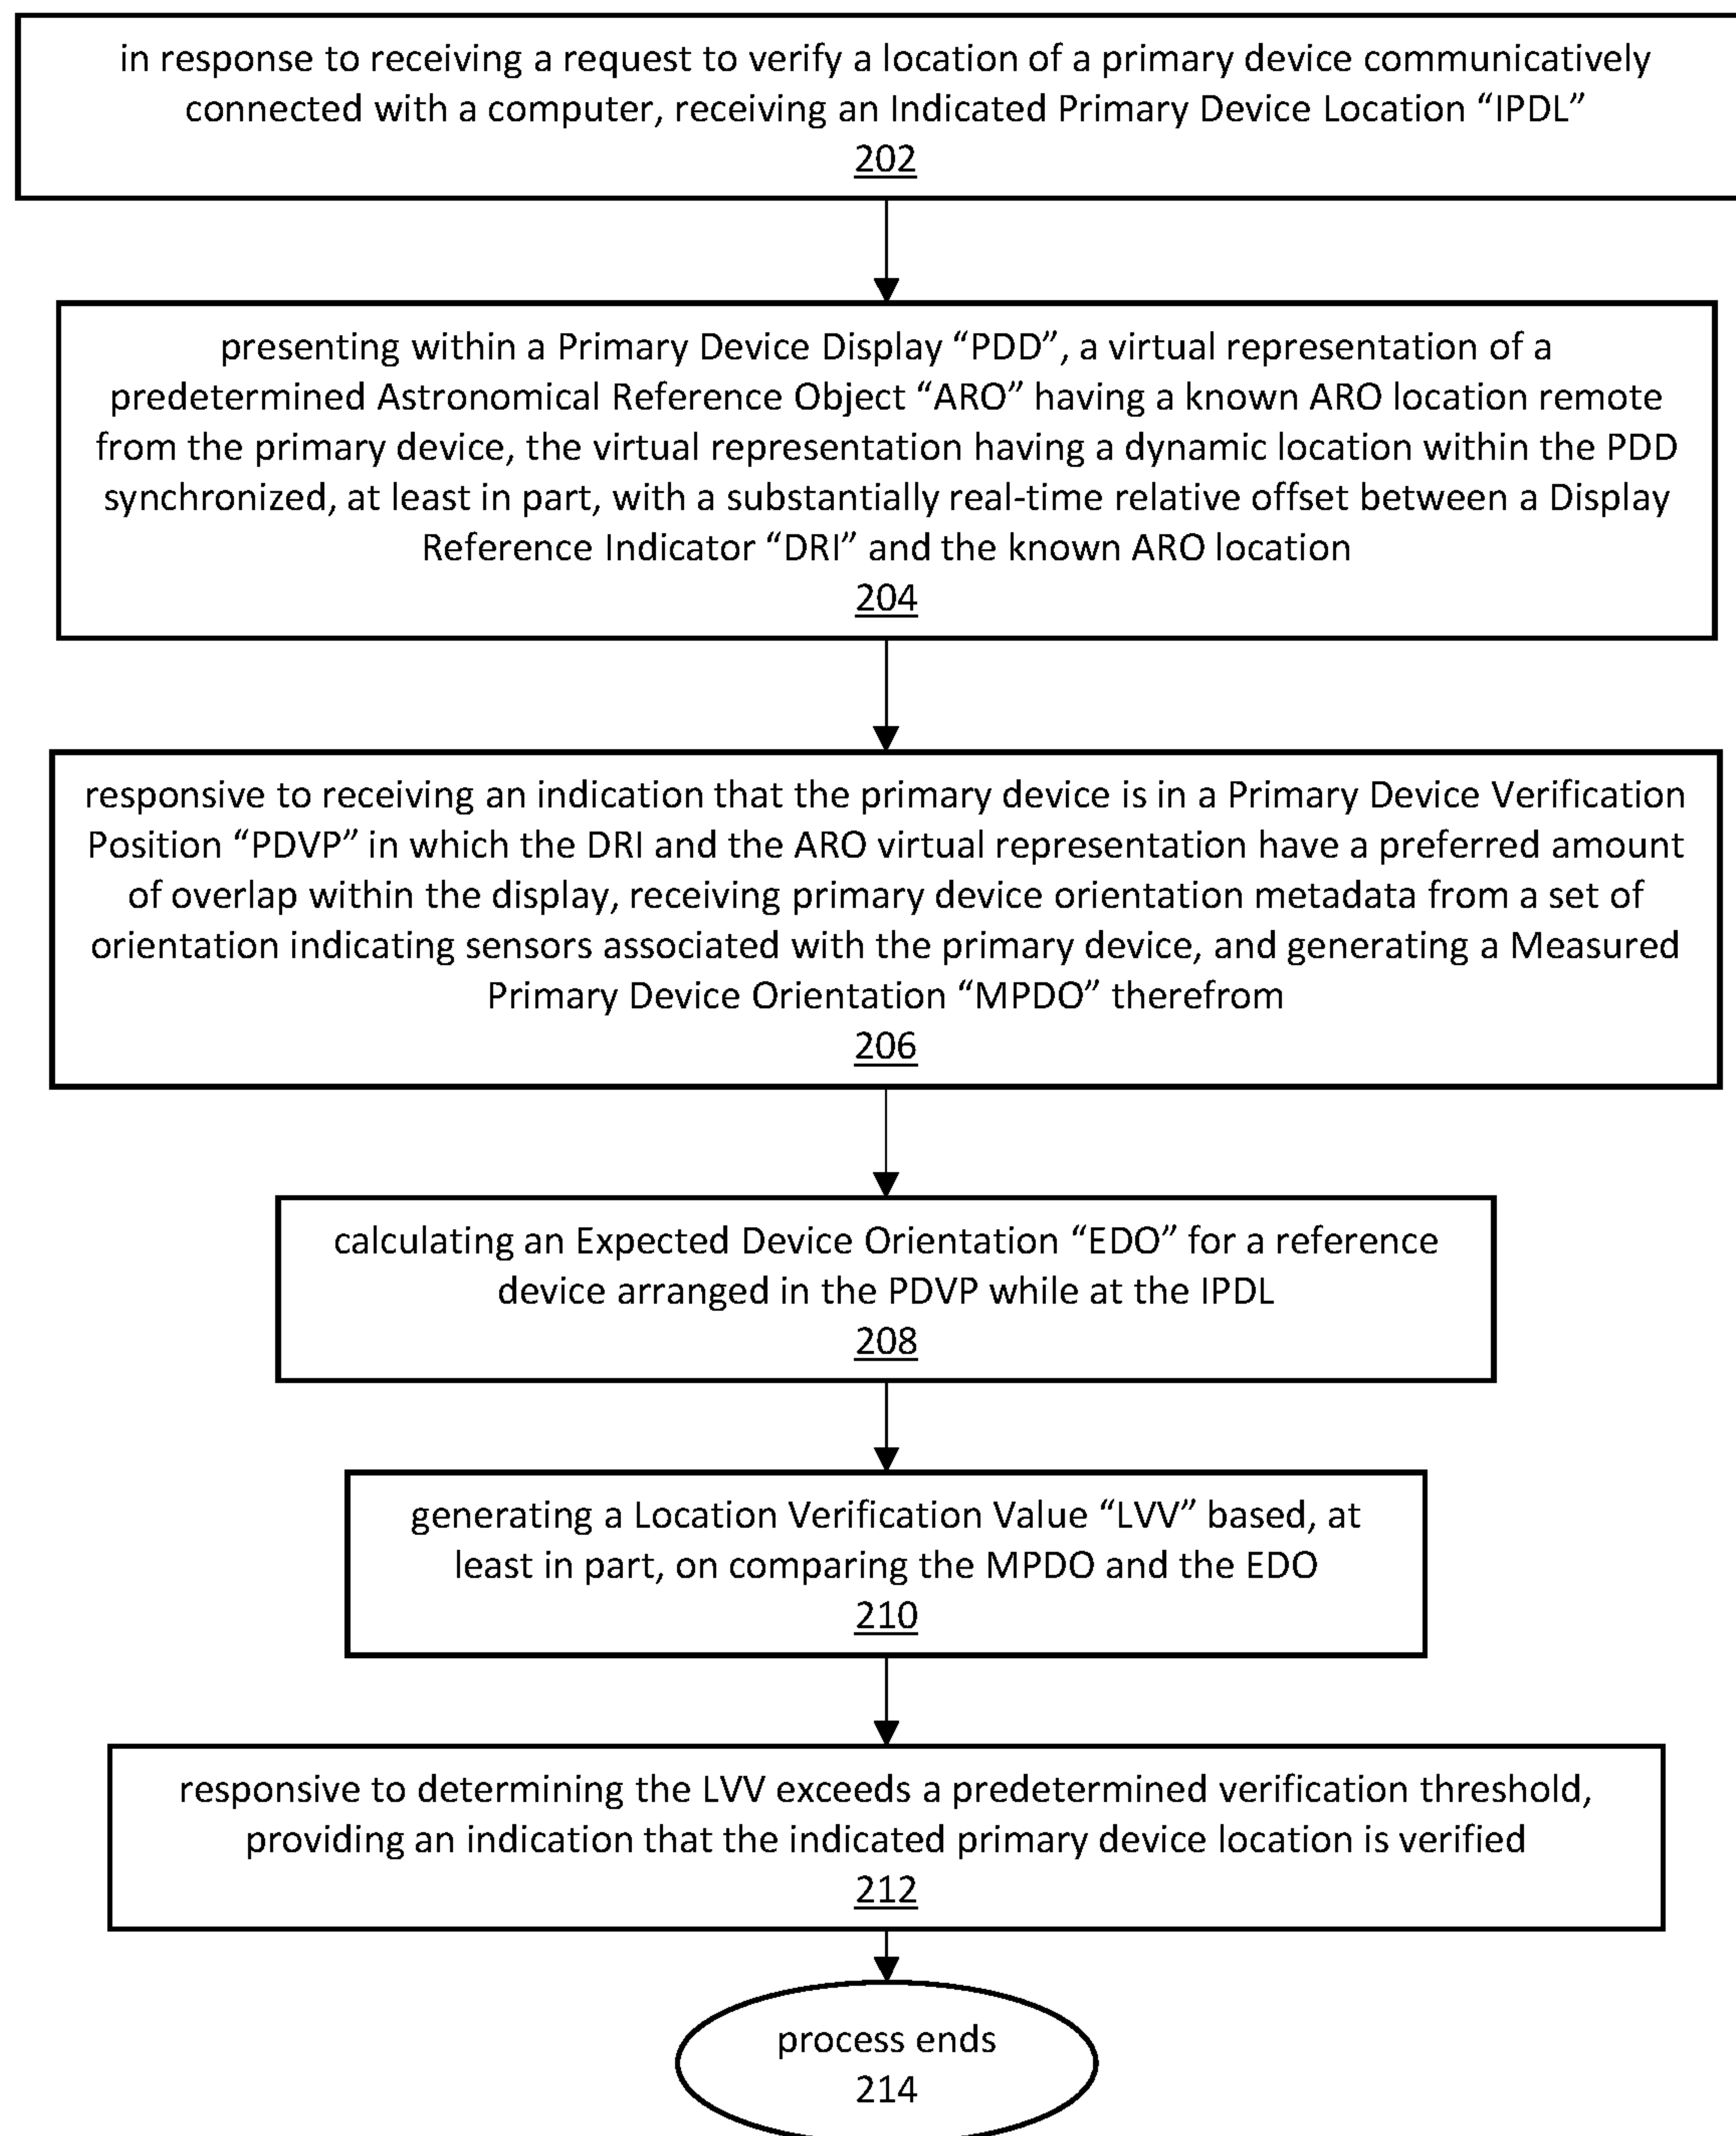 in response to receiving a request to verify a location of a primary device communicatively
connected with a computer, receiving an Indicated Primary Device Location “IPDL”
202
presenting within a Primary Device Display “PDD”, a virtual representation of a
predetermined Astronomical Reference Object “ARO” having a known ARO location remote
from the primary device, the virtual representation having a dynamic location within the PDD
synchronized, at least in part, with a substantially real-time relative offset between a Display
Reference Indicator “DRI” and the known ARO location
204
responsive to receiving an indication that the primary device is in a Primary Device Verification
Position “PDVP” in which the DRI and the ARO virtual representation have a preferred amount
of overlap within the display, receiving primary device orientation metadata from a set of
orientation indicating sensors associated with the primary device, and generating a Measured
Primary Device Orientation “MPDO” therefrom
206
calculating an Expected Device Orientation “EDO” for a reference
device arranged in the PDVP while at the IPDL
208
generating a Location Verification Value “LVV” based, at
least in part, on comparing the MPDO and the EDO
210
responsive to determining the LVV exceeds a predetermined verification threshold,
providing an indication that the indicated primary device location is verified
212
process ends
214